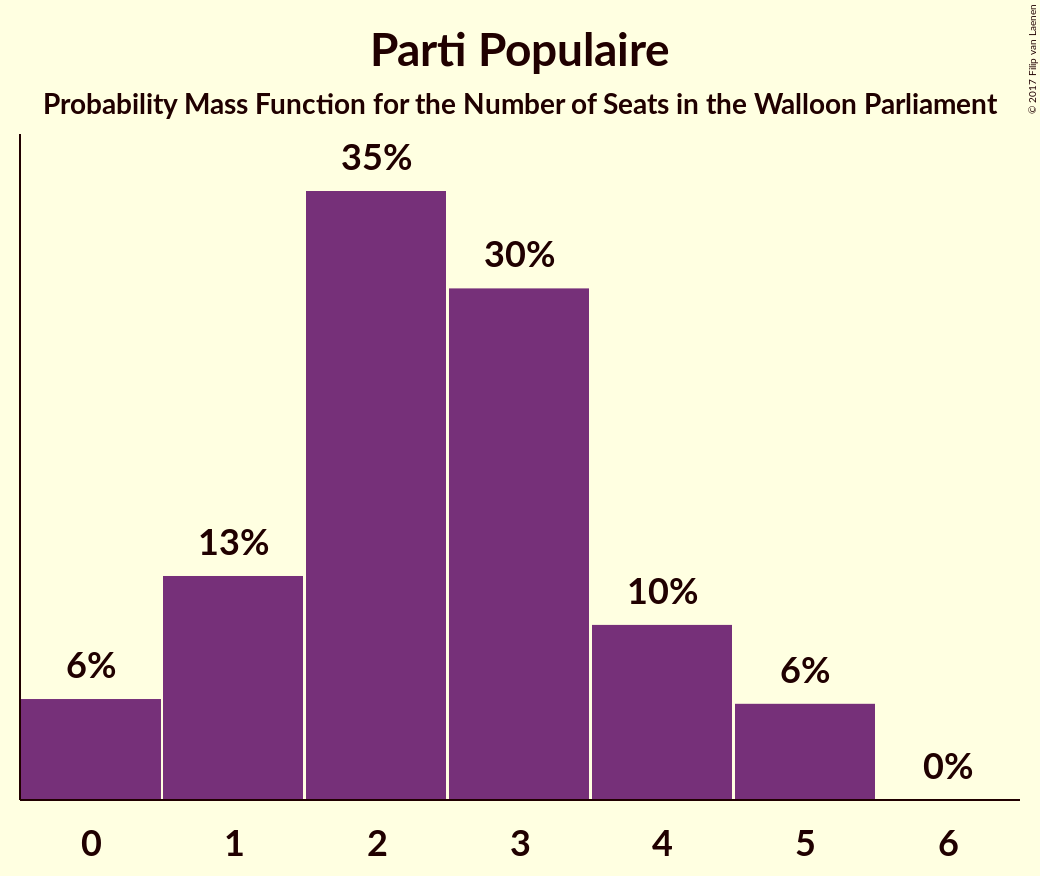 Parti Populaire
Probability Mass Function for the Number of Seats in the Walloon Parliament
© 2017 Filip van Laenen
35%
30%
13%
10%
6%
6%
0%
0 1 2 3 4 5 6